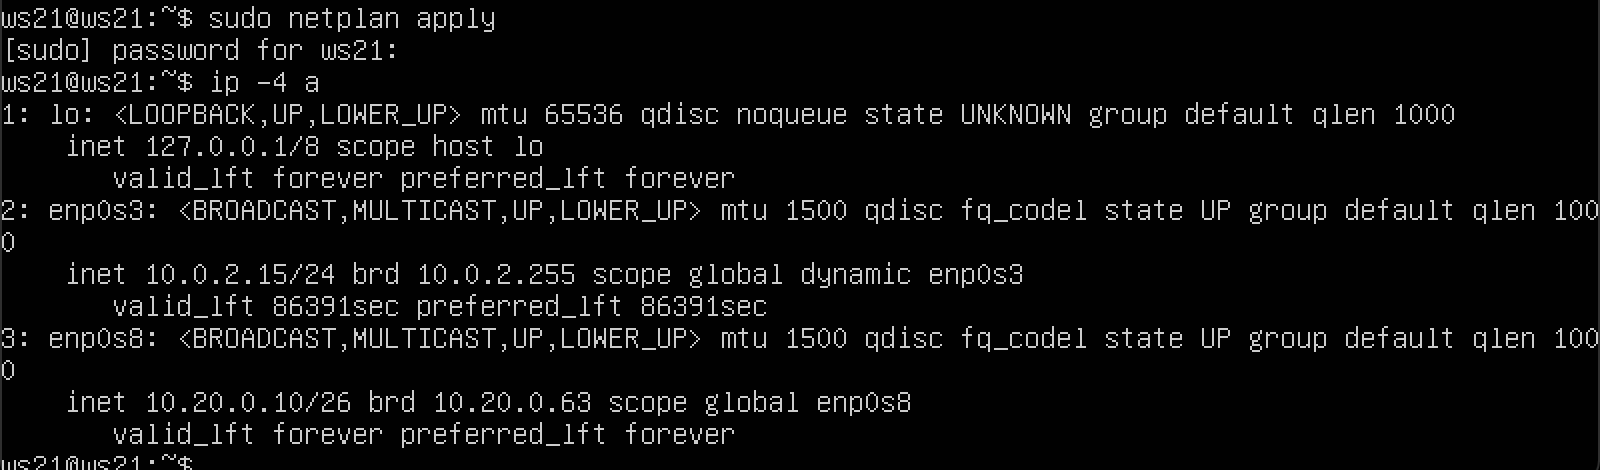 ws21@ws21:~$ sudo netplan apply
[sudo] password for ws21:
ws21@ws21:~$ ip -4 a
1: lo: <LOOPBACK,UP,LOWER_UP> mtu 65536 qdisc noqueue state UNKNOWN group default qlen 1000
    inet 127.0.0.1/8 scope host lo
       valid_lft forever preferred_lft forever
2: enp0s3: <BROADCAST,MULTICAST,UP,LOWER_UP> mtu 1500 qdisc fq_codel state UP group default qlen 100
0
    inet 10.0.2.15/24 brd 10.0.2.255 scope global dynamic enp0s3
       valid_lft 86391sec preferred_lft 86391sec
3: enp0s8: <BROADCAST,MULTICAST,UP,LOWER_UP> mtu 1500 qdisc fq_codel state UP group default qlen 100
0
    inet 10.20.0.10/26 brd 10.20.0.63 scope global enp0s8
       valid_lft forever preferred_lft forever
ws21@ws21:~$